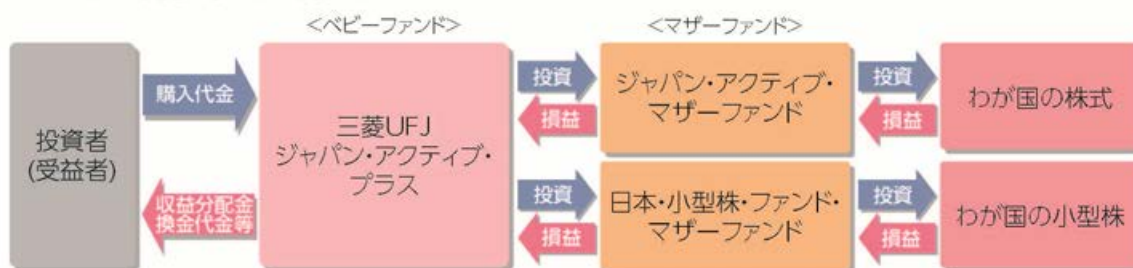 <ベビーファンド>
<マザーファンド>
投資者
(受益者)
購入代金
収益分配金
換金代金等
三菱UFJ
ジャパン・アクティブ・
プラス
投資
損益
ジャパン・アクティブ・
マザーファンド
投資
損益
わが国の株式
投資
損益
日本・小型株・ファンド・
マザーファンド
投資
損益
わが国の小型株